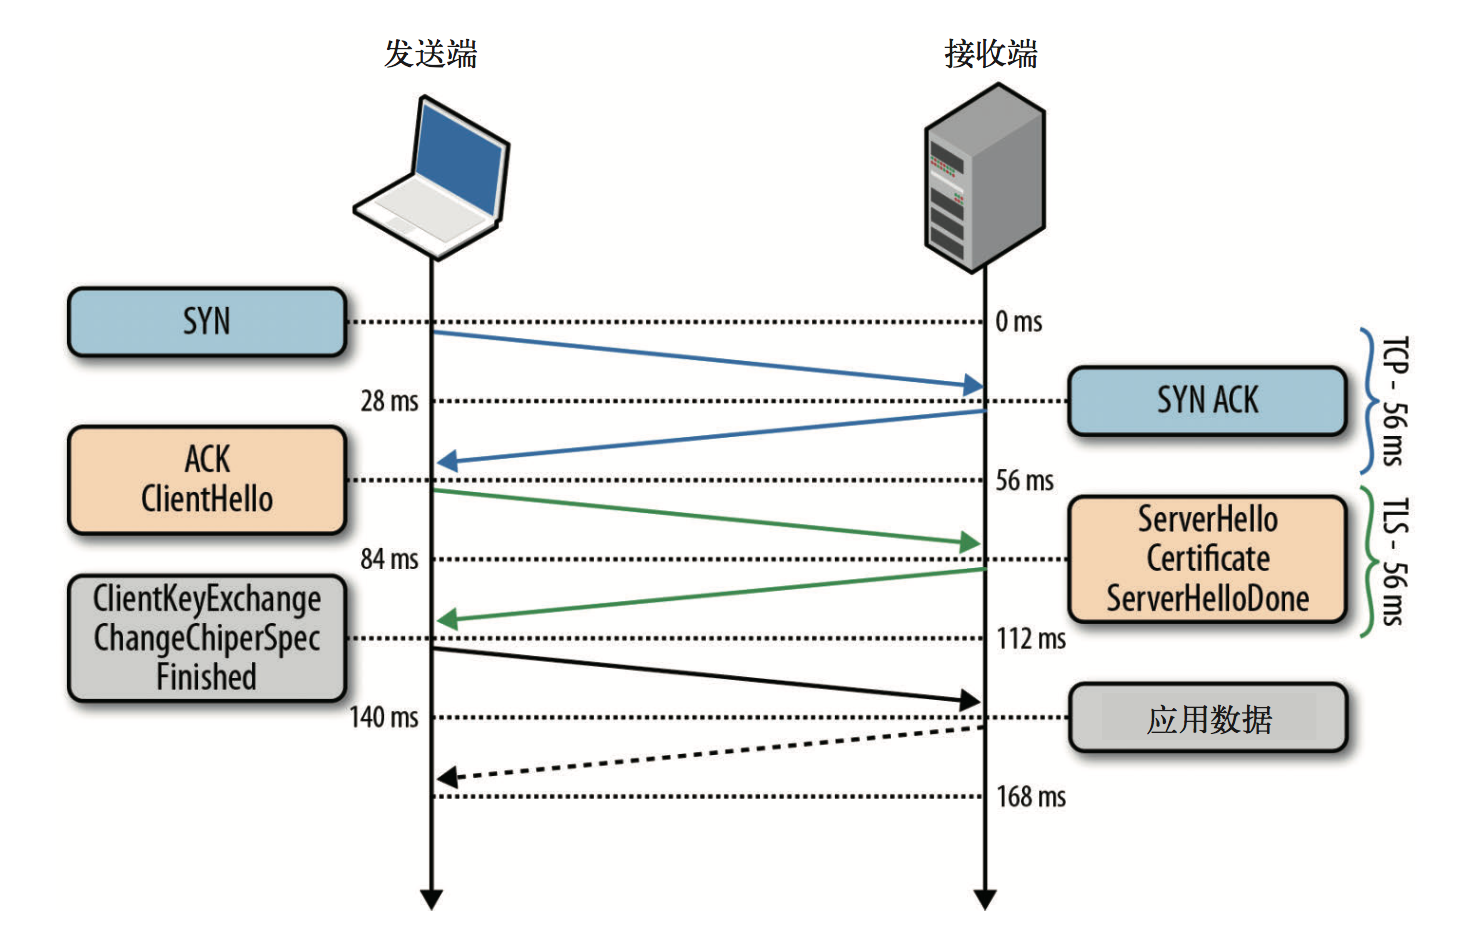 发送端
接收端
SYN
0 ms
28 ms
SYN ACK
TCP - 56 ms
ACK
ClientHello
56 ms
ServerHello
Certificate
ServerHelloDone
TLS - 56 ms
84 ms
ClientKeyExchange
ChangeChiperSpec
Finished
112 ms
140 ms
应用数据
168 ms